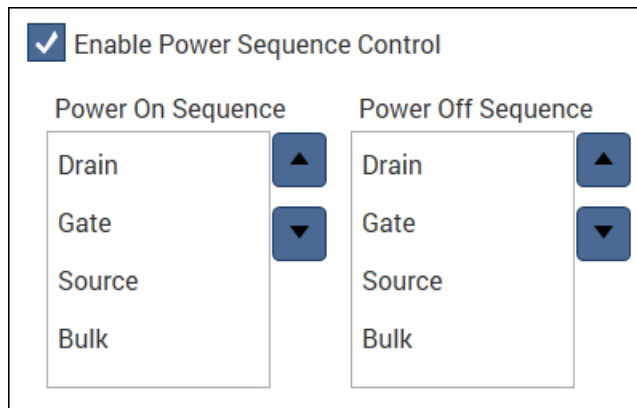 Enable Power Sequence Control
Power On Sequence
Drain
Gate
Source
Bulk
Power Off Sequence
Drain
Gate
Source
Bulk